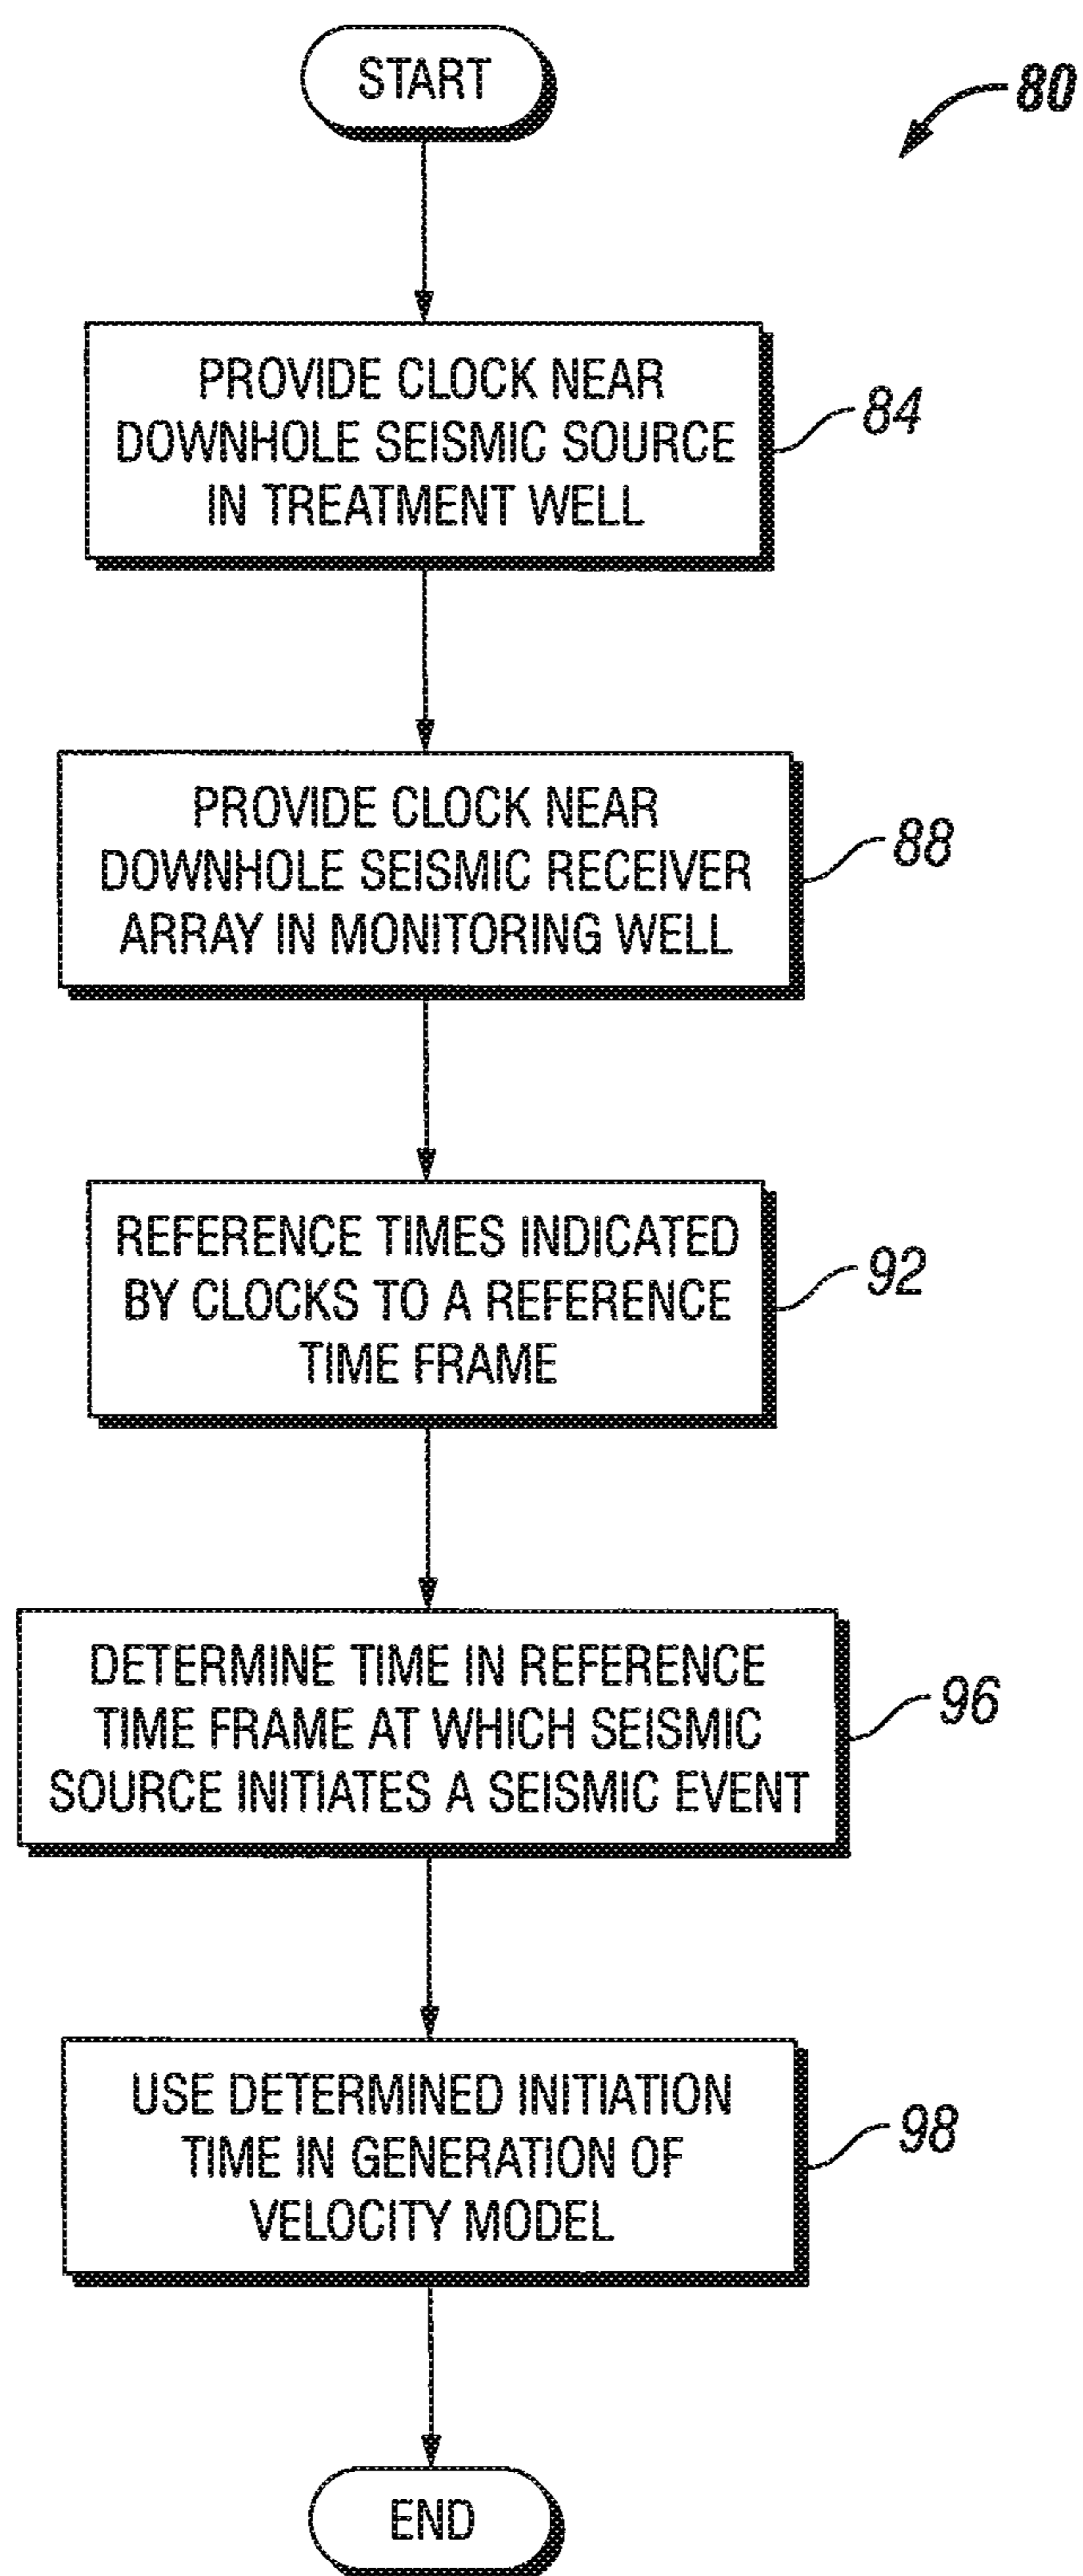 START
80
PROVIDE CLOCK NEAR
DOWNHOLE SEISMIC SOURCE
IN TREATMENT WELL
84
PROVIDE CLOCK NEAR
DOWNHOLE SEISMIC RECEIVER
ARRAY IN MONITORING WELL
88
REFERENCE TIMES INDICATED
BY CLOCKS TO A REFERENCE
TIME FRAME
92
DETERMINE TIME IN REFERENCE
TIME FRAME AT WHICH SEISMIC
SOURCE INITIATES A SEISMIC EVENT
96
USE DETERMINED INITIATION
TIME IN GENERATION OF
VELOCITY MODEL
98
END